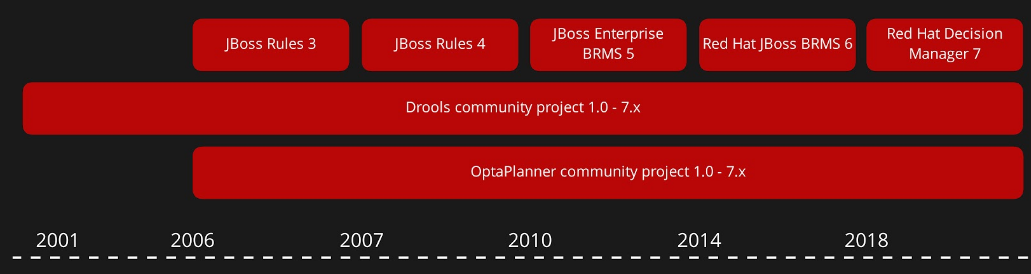 JBoss Rules 3
JBoss Rules 4
JBoss Enterprise
BRMS 5
Red Hat JBoss BRMS 6
Red Hat Decision
Manager 7
Drools community project 1.0 - 7.x
OptaPlanner community project 1.0 - 7.x
2001
2006
2007
2010
2014
2018